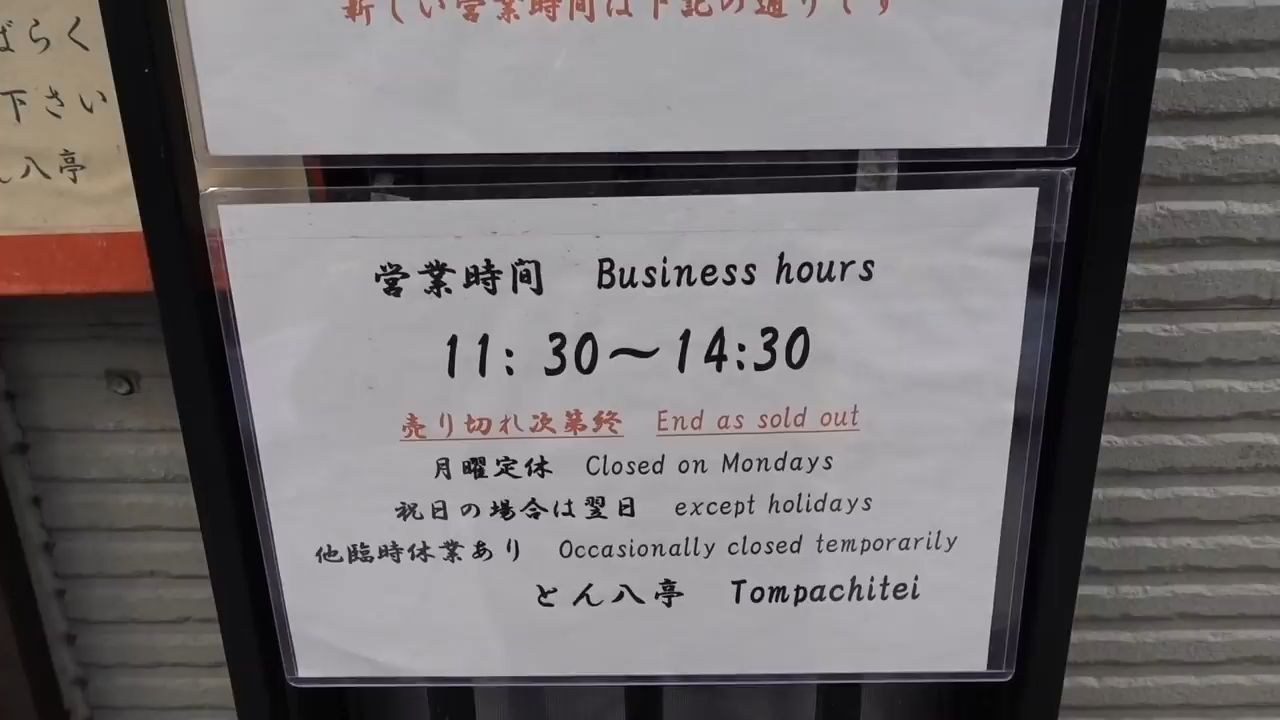 新しい営業時間は下記の通りです
ばらく
下さい
ん八亭
営業時間 Business hours
11:30～14:30
売り切れ次第終 End as sold out
月曜定休 Closed on Mondays
祝日の場合は翌日 except holidays
他臨時休業あり Occasionally closed temporarily
とん八亭 Tompachitei